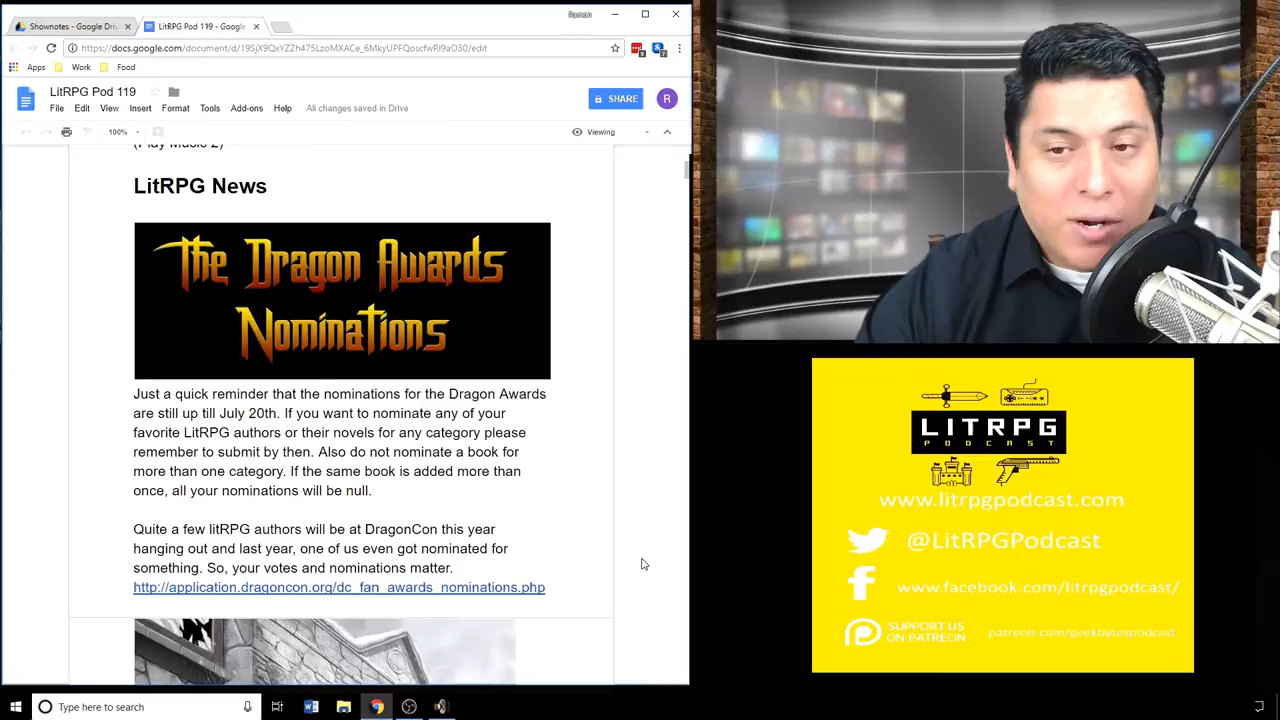 Ramon
Shownotes - Google Driv
LitRPG Pod 119 - Google
https://docs.google.com/document/d/19SjX9QxYZZh475LzoMXACe_6MkyUPFQoscfwRl9aO30/edit
Apps Work Food
LitRPG Pod 119
File Edit View Insert Format Tools Add-ons Help All changes saved in Drive
SHARE
R
100%
Viewing
(Play Music 2)
LitRPG News
The Dragon Awards
Nominations
Just a quick reminder that the nominations for the Dragon Awards
are still up till July 20th. If you want to nominate any of your
favorite LitRPG authors or their novels for any category please
remember to submit by then. Also do not nominate a book for
more than one category. If the same book is added more than
once, all your nominations will be null.
Quite a few litRPG authors will be at DragonCon this year
hanging out and last year, one of us even got nominated for
something. So, your votes and nominations matter.
http://application.dragoncon.org/dc_fan_awards_nominations.php
LITRPG
PODCAST
www.litrpgpodcast.com
@LitRPGPodcast
www.facebook.com/litrpgpodcast/
SUPPORT US
ON PATREON
patreon.com/geekbytespodcast
Type here to search